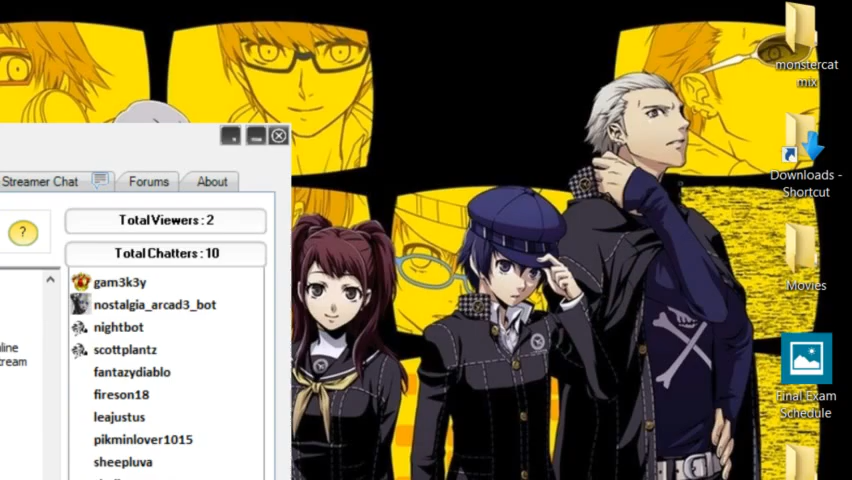 monstercat
mix
Streamer Chat
Forums
About
Downloads -
Shortcut
?
Total Viewers : 2
Total Chatters : 10
gam3k3y
nostalgia_arcad3_bot
Movies
nightbot
scottplantz
tream
fantazydiablo
fireson18
Final Exam
Schedule
leajustus
pikminlover1015
sheepluva